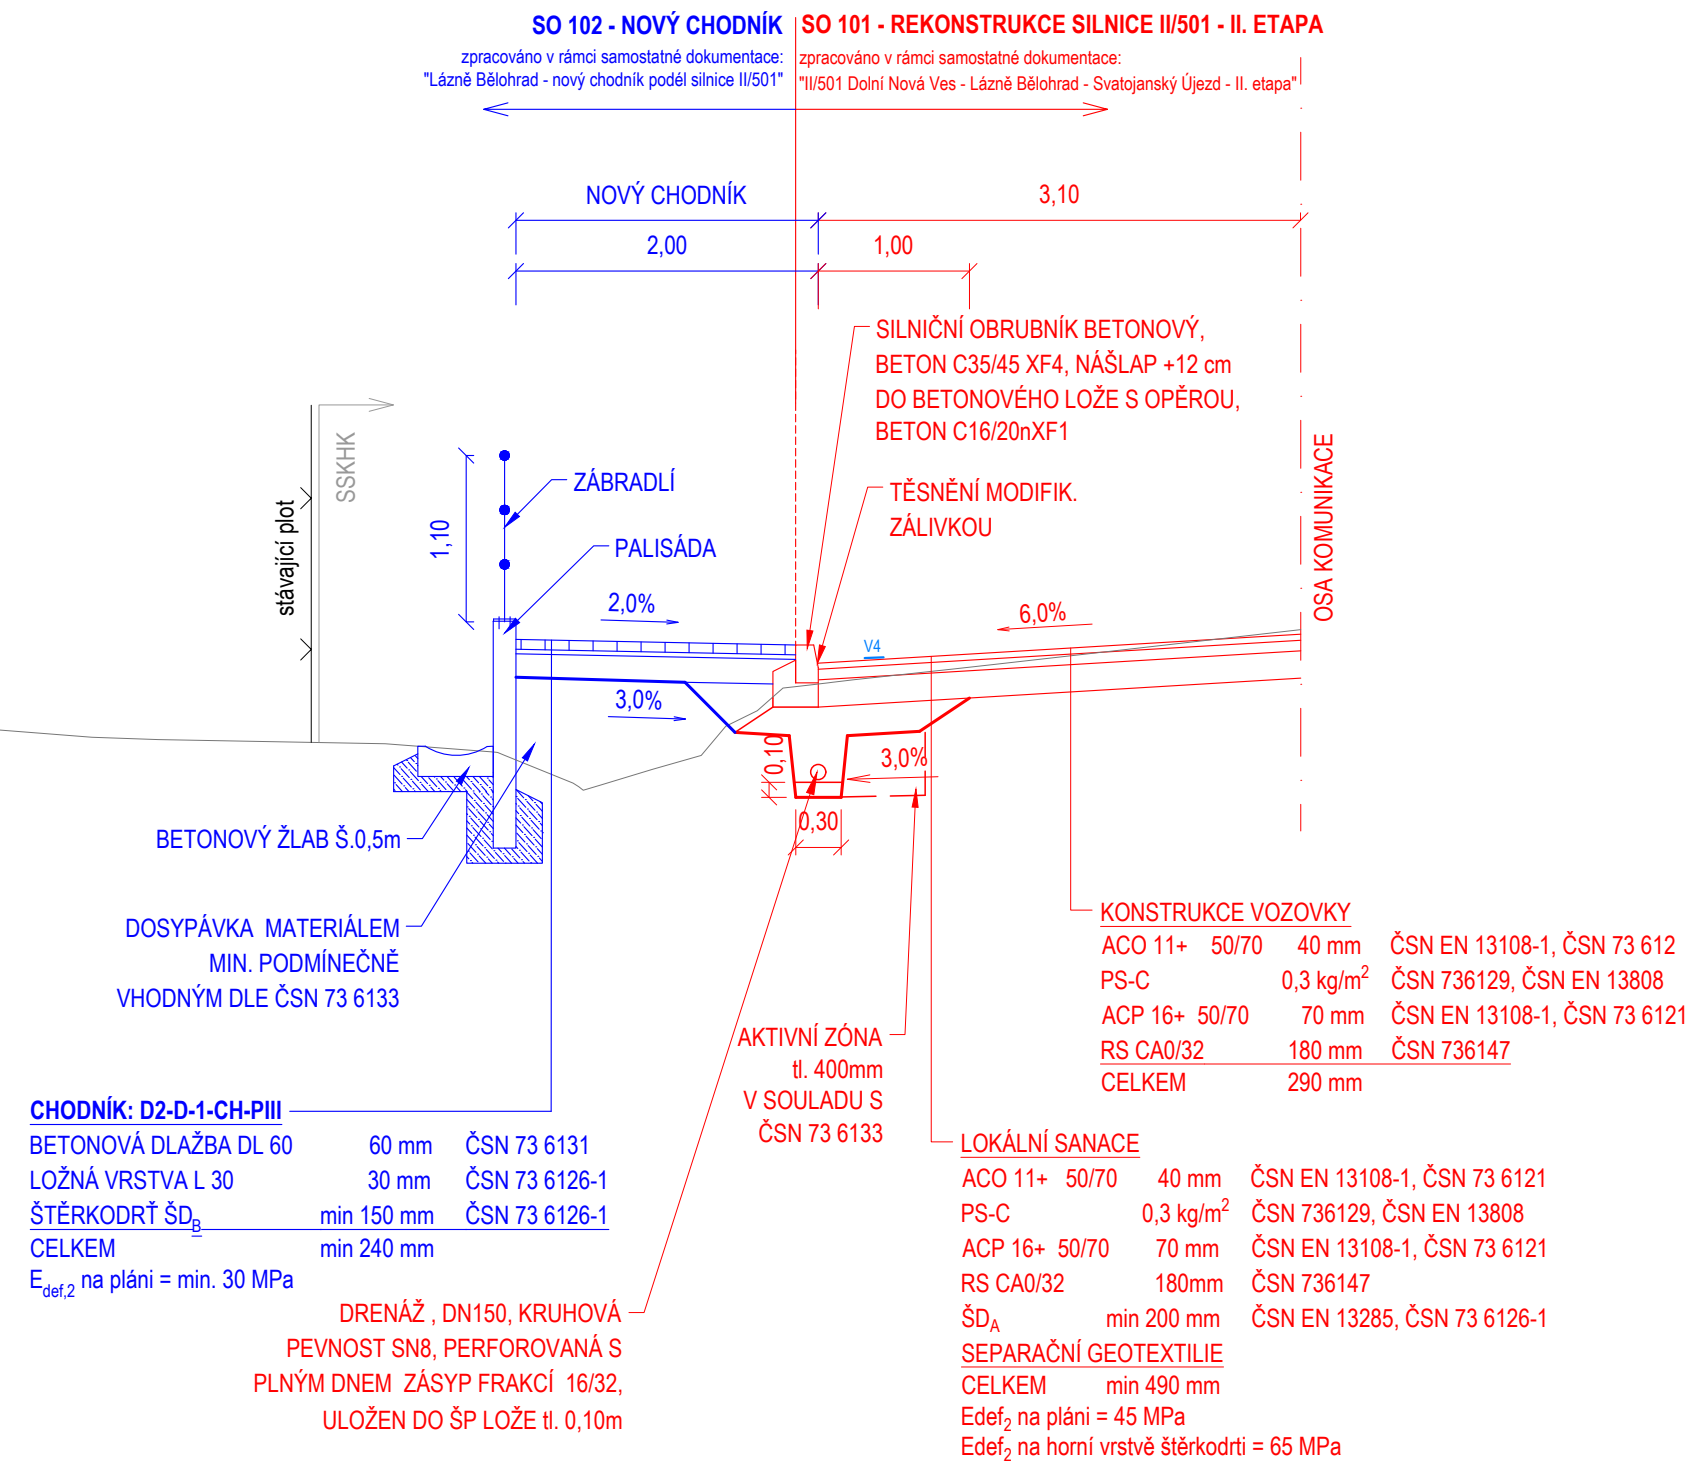 SO 102 - NOVÝ CHODNÍK
zpracováno v rámci samostatné dokumentace:
"Lázně Bělohrad - nový chodník podél silnice II/501"
SO 101 - REKONSTRUKCE SILNICE II/501 - II. ETAPA
zpracováno v rámci samostatné dokumentace:
"II/501 Dolní Nová Ves - Lázně Bělohrad - Svatojanský Újezd - II. etapa"
NOVÝ CHODNÍK
3,10
2,00
1,00
SILNIČNÍ OBRUBNÍK BETONOVÝ,
BETON C35/45 XF4, NÁŠLAP +12 cm
DO BETONOVÉHO LOŽE S OPĚROU,
BETON C16/20nXF1
SSKHK
stávající plot
1,10
ZÁBRADLÍ
PALISÁDA
TĚSNĚNÍ MODIFIK.
ZÁLIVKOU
OSA KOMUNIKACE
2,0%
6,0%
V4
3,0%
0,10
3,0%
0,30
BETONOVÝ ŽLAB Š.0,5m
DOSYPÁVKA MATERIÁLEM
MIN. PODMÍNEČNĚ
VHODNÝM DLE ČSN 73 6133
KONSTRUKCE VOZOVKY
ACO 11+ 50/70 40 mm ČSN EN 13108-1, ČSN 73 612
PS-C 0,3 kg/m² ČSN 736129, ČSN EN 13808
ACP 16+ 50/70 70 mm ČSN EN 13108-1, ČSN 73 6121
RS CA0/32 180 mm ČSN 736147
CELKEM 290 mm
AKTIVNÍ ZÓNA
tl. 400mm
V SOULADU S
ČSN 73 6133
CHODNÍK: D2-D-1-CH-PIII
BETONOVÁ DLAŽBA DL 60 60 mm ČSN 73 6131
LOŽNÁ VRSTVA L 30 30 mm ČSN 73 6126-1
ŠTĚRKODRŤ ŠDB min 150 mm ČSN 73 6126-1
CELKEM min 240 mm
Edef,2 na pláni = min. 30 MPa
LOKÁLNÍ SANACE
ACO 11+ 50/70 40 mm ČSN EN 13108-1, ČSN 73 6121
PS-C 0,3 kg/m² ČSN 736129, ČSN EN 13808
ACP 16+ 50/70 70 mm ČSN EN 13108-1, ČSN 73 6121
RS CA0/32 180mm ČSN 736147
ŠDA min 200 mm ČSN EN 13285, ČSN 73 6126-1
SEPARAČNÍ GEOTEXTILIE
CELKEM min 490 mm
Edef2 na pláni = 45 MPa
Edef2 na horní vrstvě štěrkodrti = 65 MPa
DRENÁŽ , DN150, KRUHOVÁ
PEVNOST SN8, PERFOROVANÁ S
PLNÝM DNEM ZÁSYP FRAKCÍ 16/32,
ULOŽEN DO ŠP LOŽE tl. 0,10m